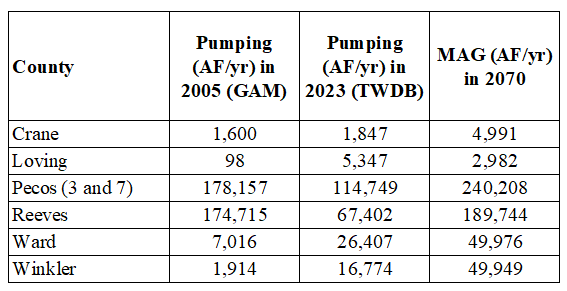 County Pumping (AF/yr) in 2005 (GAM) Pumping (AF/yr) in 2023 (TWDB) MAG (AF/yr) in 2070
Crane 1,600 1,847 4,991
Loving 98 5,347 2,982
Pecos (3 and 7) 178,157 114,749 240,208
Reeves 174,715 67,402 189,744
Ward 7,016 26,407 49,976
Winkler 1,914 16,774 49,949